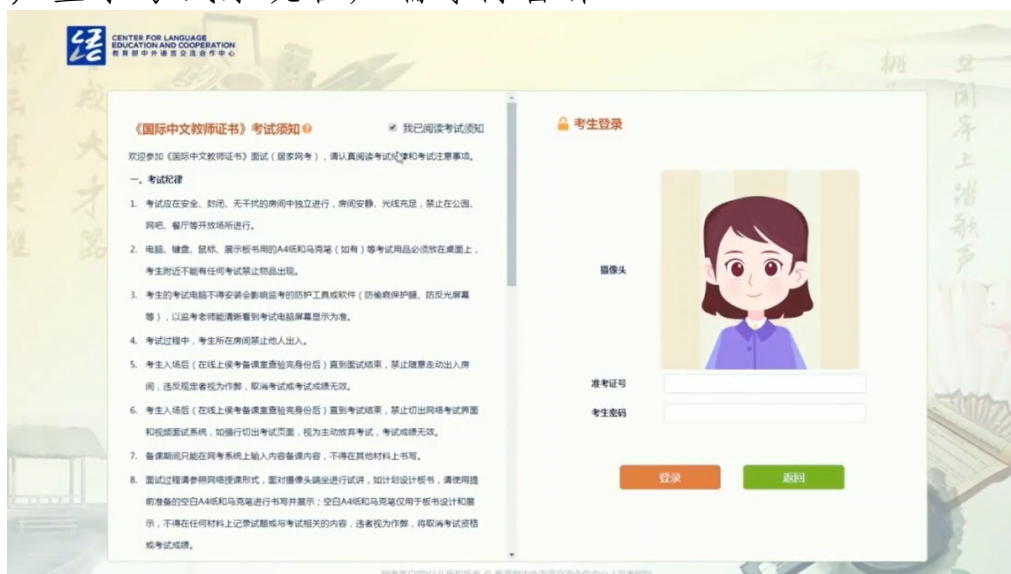 CENTER FOR LANGUAGE
EDUCATION AND COOPERATION
教育部中外语言交流合作中心
《国际中文教师证书》考试须知
我已阅读考试须知
欢迎参加《国际中文教师证书》面试（居家网考），请认真阅读考试纪律和考试注意事项。
一、考试纪律
1. 考试应在安全、封闭、无干扰的房间中独立进行，房间安静、光线充足，禁止在公园、
网吧、餐厅等开放场所进行。
2. 电脑、键盘、鼠标、展示板书用的A4纸和马克笔（如有）等考试用品必须放在桌面上，
考生附近不能有任何考试禁止物品出现。
3. 考生的考试电脑不得安装会影响监考的防护工具或软件（防偷窥保护膜、防反光屏幕
等），以监考老师能清晰看到考试电脑屏幕显示为准。
4. 考试过程中，考生所在房间禁止他人出入。
5. 考生入场后（在线上侯考备课室查验完身份后）直到面试结束，禁止随意走动出入房
间，违反规定者视为作弊，取消考试或考试成绩无效。
6. 考生入场后（在线上侯考备课室查验完身份后）直到考试结束，禁止切出网络考试界面
和视频面试系统，如强行切出考试页面，视为主动放弃考试，考试成绩无效。
7. 备课期间只能在网考系统上输入内容备课内容，不得在其他材料上书写。
8. 面试过程请参照网络授课形式，面对摄像头端坐进行试讲，如计划设计板书，请使用提
前准备的空白A4纸和马克笔进行书写并展示；空白A4纸和马克笔仅用于板书设计和展
示，不得在任何材料上记录试题或与考试相关的内容，违者视为作弊，将取消考试资格
或考试成绩。
考生登录
摄像头
准考证号
考生密码
登录
返回